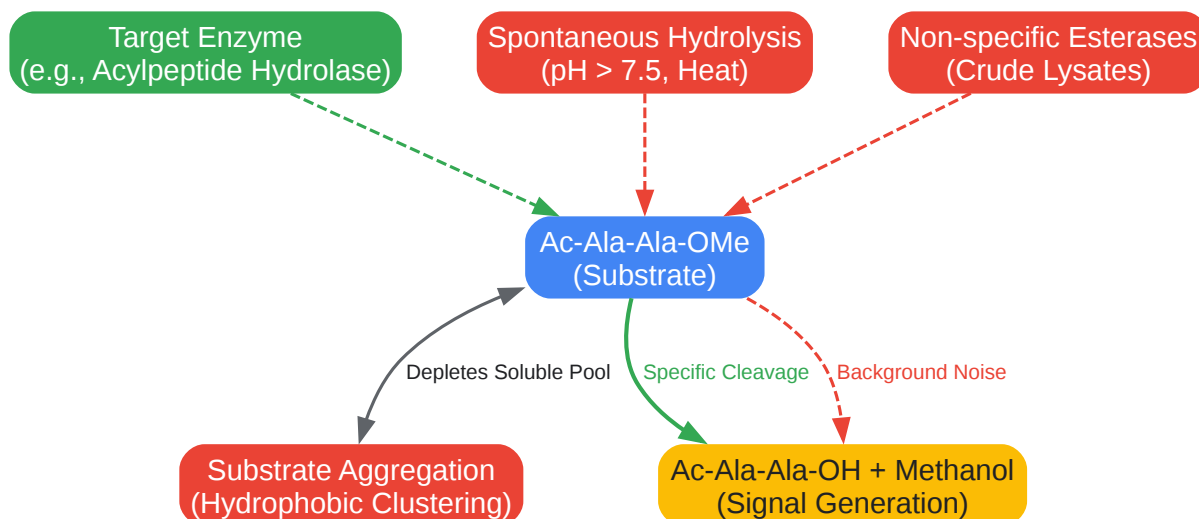 Target Enzyme
(e.g., Acylpeptide Hydrolase)
Spontaneous Hydrolysis
(pH > 7.5, Heat)
Non-specific Esterases
(Crude Lysates)
Ac-Ala-Ala-OMe
(Substrate)
Depletes Soluble Pool
Specific Cleavage
Background Noise
Substrate Aggregation
(Hydrophobic Clustering)
Ac-Ala-Ala-OH + Methanol
(Signal Generation)